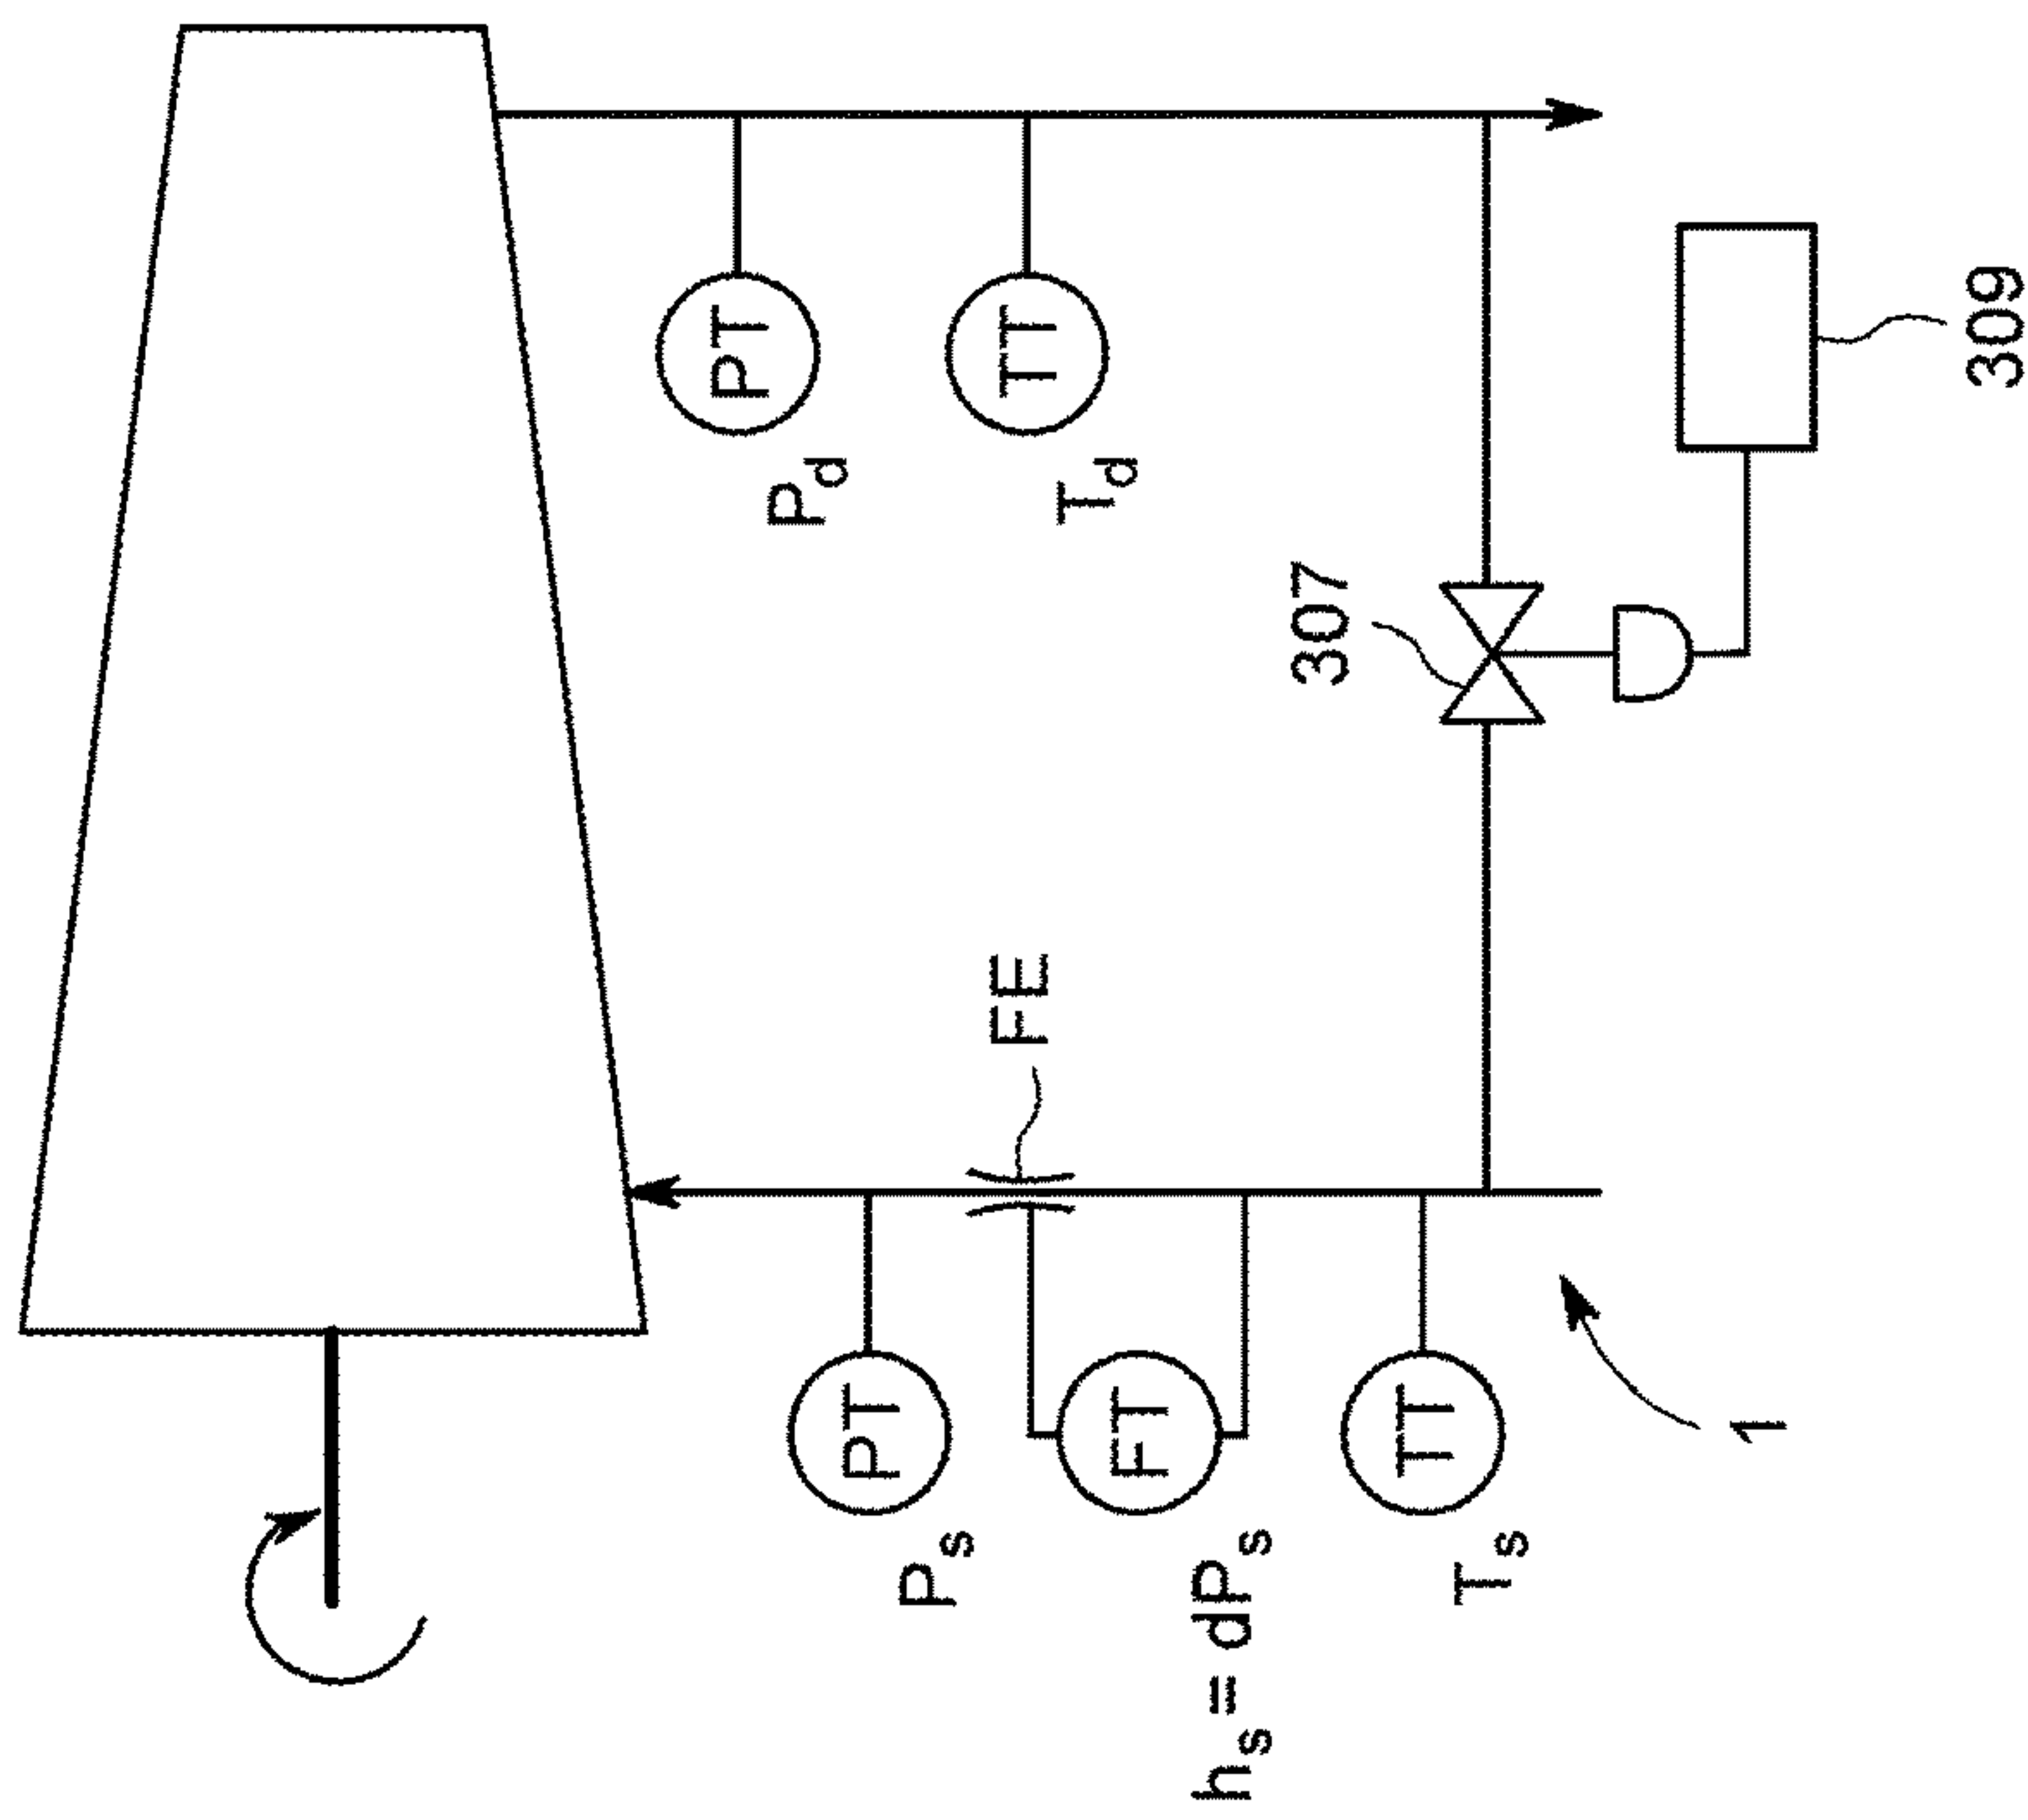 PT
P_d
TT
T_d
307
309
FE
PT
P_s
FT
h_s = dP_s
TT
T_s
1